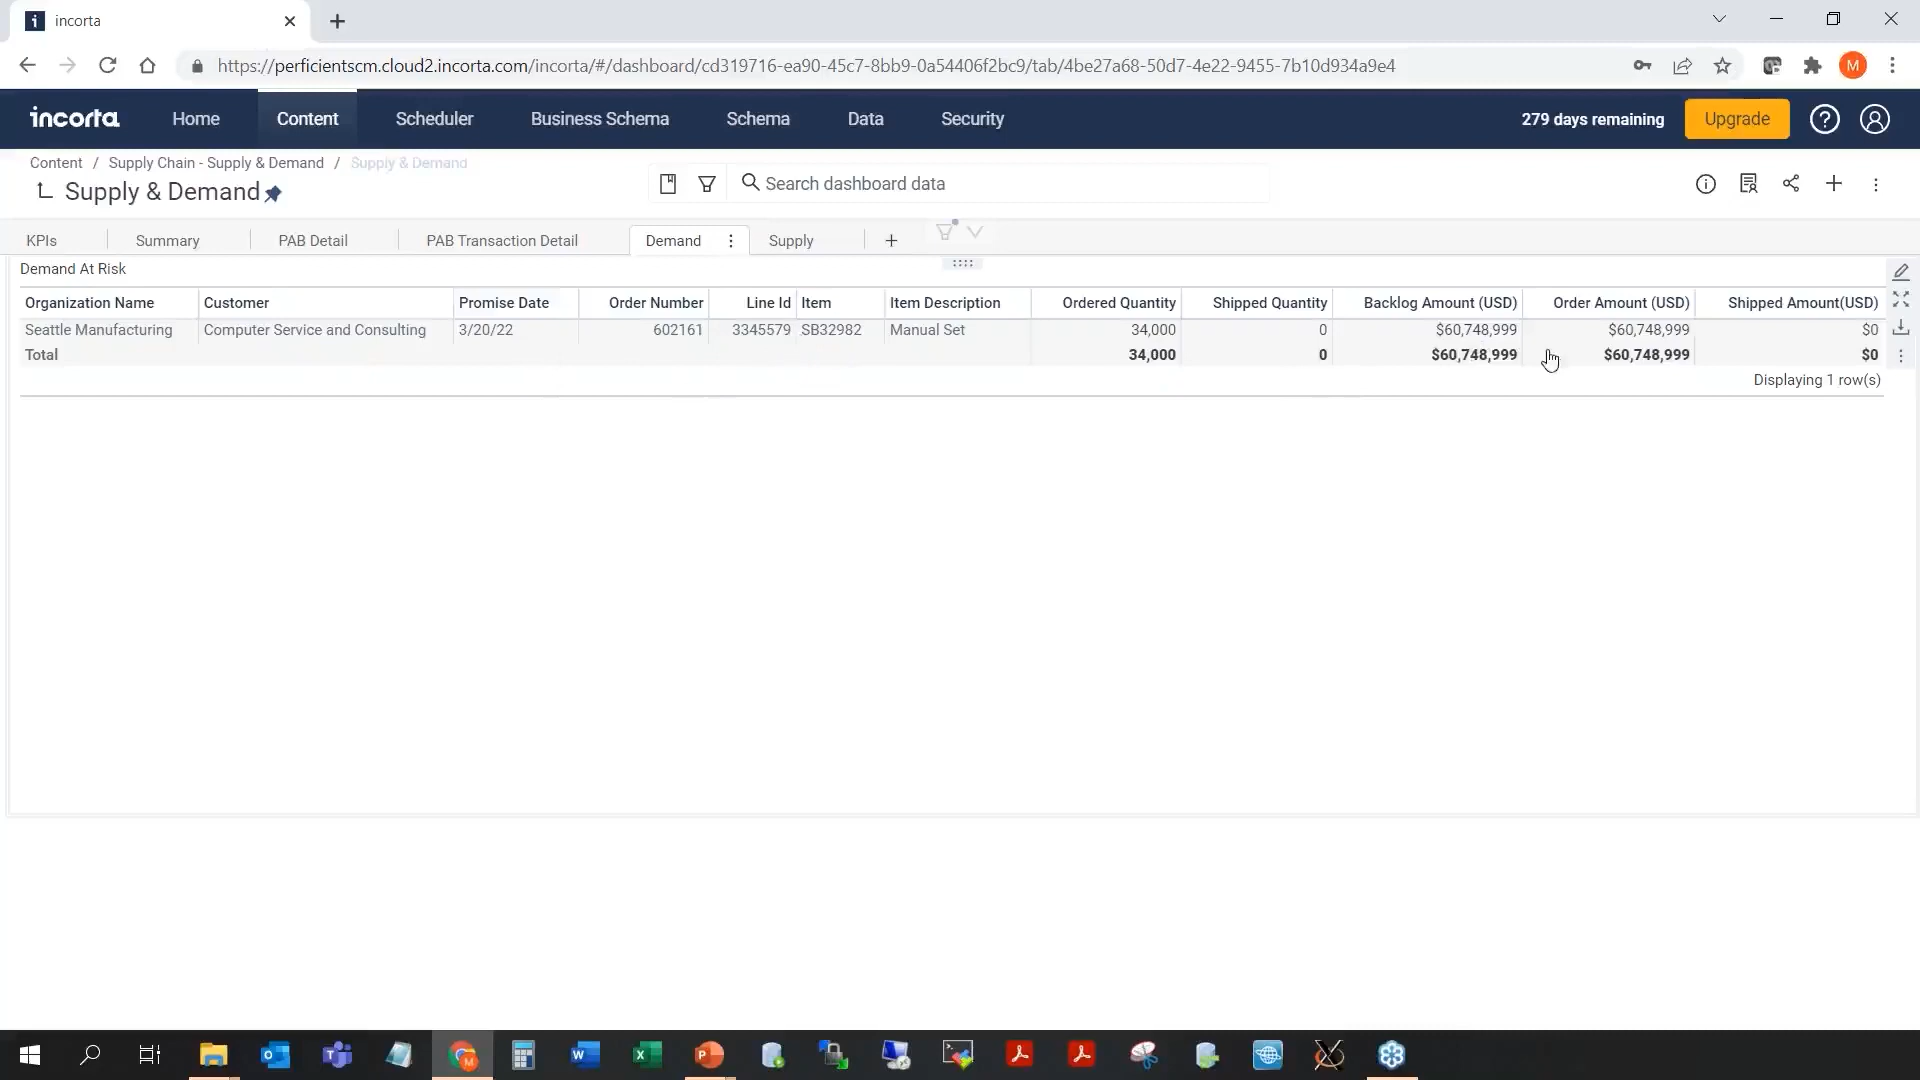 incorta
https://perficientscm.cloud2.incorta.com/incorta/#/dashboard/cd319716-ea90-45c7-8bb9-0a54406f2bc9/tab/4be27a68-50d7-4e22-9455-7b10d934a9e4
M
incorta Home Content Scheduler Business Schema Schema Data Security 279 days remaining Upgrade
Content / Supply Chain - Supply & Demand / Supply & Demand
Supply & Demand
Search dashboard data
KPIs Summary PAB Detail PAB Transaction Detail Demand Supply
Demand At Risk
Organization Name Customer Promise Date Order Number Line Id Item Item Description Ordered Quantity Shipped Quantity Backlog Amount (USD) Order Amount (USD) Shipped Amount(USD)
Seattle Manufacturing Computer Service and Consulting 3/20/22 602161 3345579 SB32982 Manual Set 34,000 0 $60,748,999 $60,748,999 $0
Total 34,000 0 $60,748,999 $60,748,999 $0
Displaying 1 row(s)